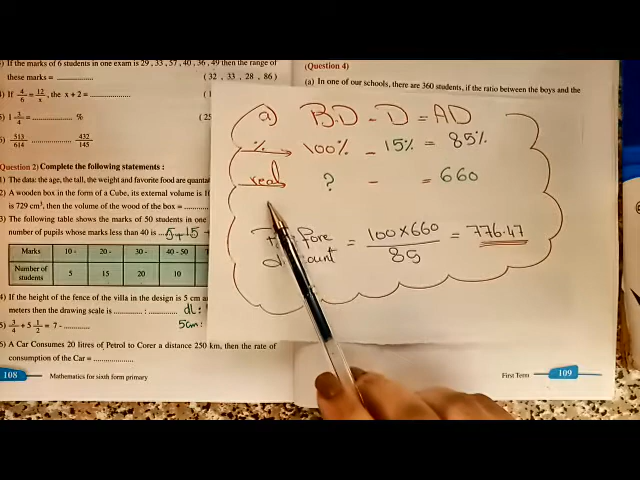 If the marks of 6 students in one exam is 29, 33, 57, 40, 36, 49 then the range of
these marks = ............. ( 32 , 33 , 28 , 86 )
If 4/6 = 12/x, the x + 2 = ..............
1 3/4 = .............. %
513/614 .............. 432/145
Question 2) Complete the following statements :
1) The data: the age, the tall, the weight and favorite food are
2) A wooden box in the form of a Cube, its external volume is
is 729 cm³, then the volume of the wood of the box =
3) The following table shows the marks of 50 students in one
number of pupils whose marks less than 40 is ...5+15
Marks 10 - 20 - 30 - 40 -
Number of students 5 15 20 10
4) If the height of the fence of the villa in the design is 5 cm
meters then the drawing scale is ............ : ............ dL:
5) 3/4 + 5 1/2 = 7 - ............ 5cm:
A Car Consumes 20 litres of Petrol to Corer a distance 250 km, then the rate of
consumption of the Car = ..............
108 Mathematics for sixth form primary
(Question 4)
(a) In one of our schools, there are 360 students, if the ratio between the boys and the
a) B.D - D = AD
% 100% - 15% = 85%
real ? - = 660
= 100×660/85 = 776.47
First Term 109